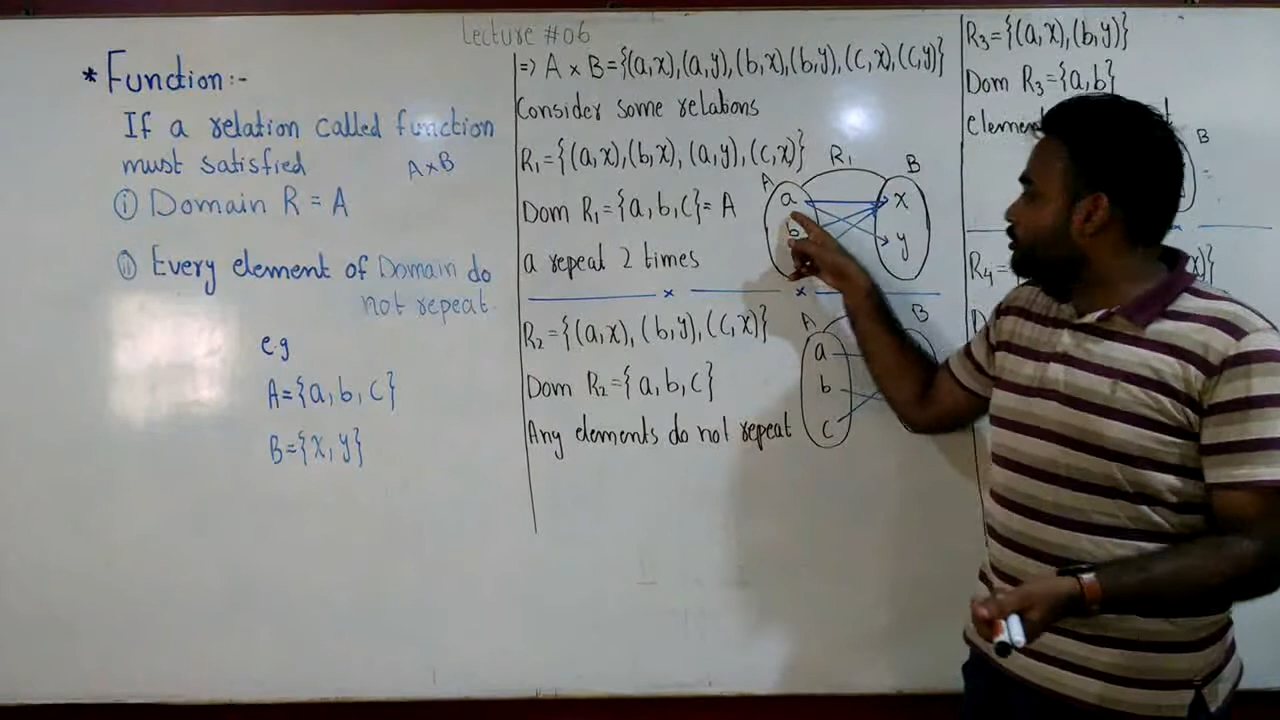 Lecture #06
* Function:-
If a relation called function
must satisfied A×B
(i) Domain R = A
(ii) Every element of Domain do
not repeat.
e.g
A={a, b, c}
B={x, y}
=> A × B = {(a,x),(a,y),(b,x),(b,y),(c,x),(c,y)}
Consider some relations
R₁={(a,x),(b,x),(a,y),(c,x)}
Dom R₁={a,b,c}= A
a repeat 2 times
A R₁ B
a x
b y
R₂={(a,x),(b,y),(c,x)}
Dom R₂={a,b,c}
Any elements do not repeat
A B
a
b
c
R₃={(a,x),(b,y)}
Dom R₃={a,b}
B
R₄=